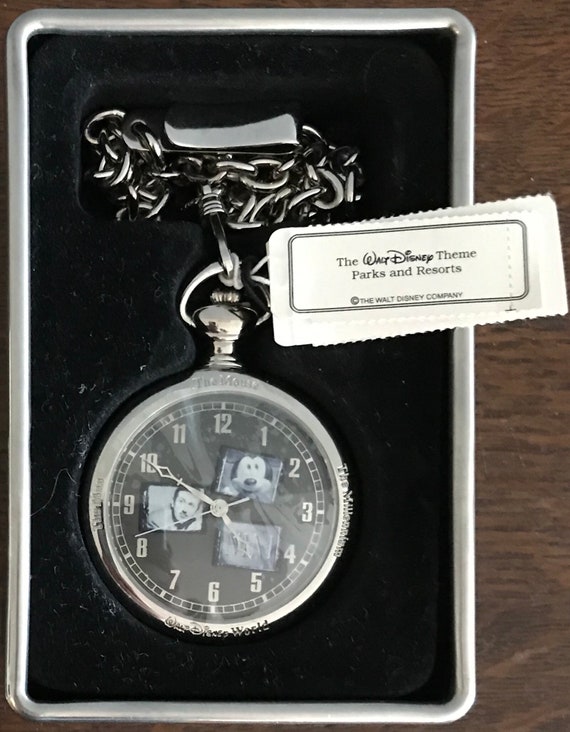 The Walt Disney Theme
Parks and Resorts
©THE WALT DISNEY COMPANY
The Mouse
11 12 1
10 2
9 3
8 4
7 6 5
Walt Disney World